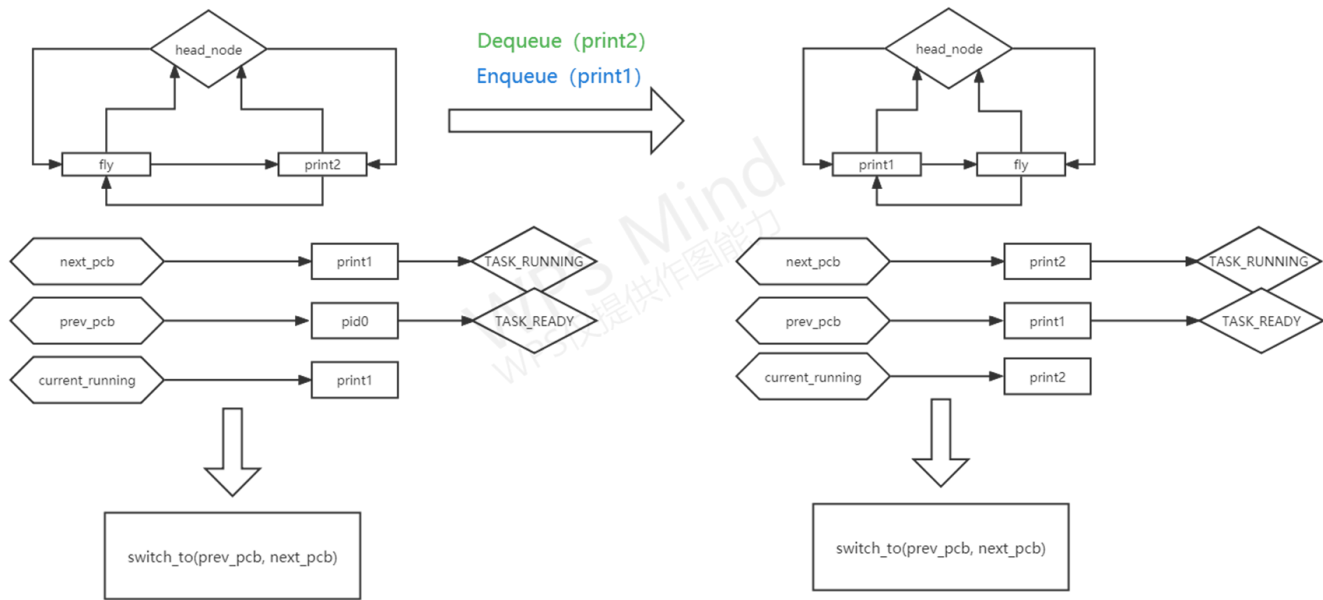 head_node
fly
print2
Dequeue（print2）
Enqueue（print1）
head_node
print1
fly
next_pcb
print1
TASK_RUNNING
prev_pcb
pid0
TASK_READY
current_running
print1
switch_to(prev_pcb, next_pcb)
next_pcb
print2
TASK_RUNNING
prev_pcb
print1
TASK_READY
current_running
print2
switch_to(prev_pcb, next_pcb)
WPS Mind
WPS仅提供作图能力